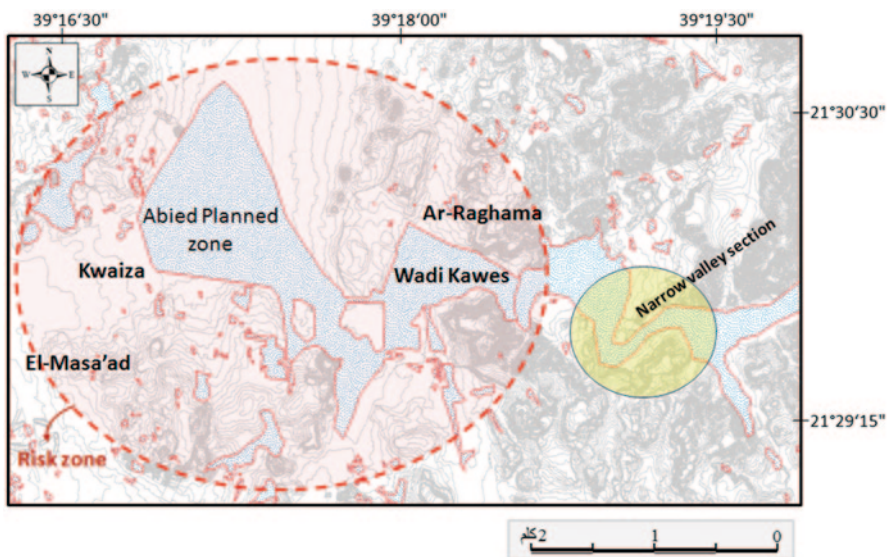 39°16'30"
39°18'00"
39°19'30"
N
W E
S
21°30'30"
Ar-Raghama
Abied Planned
zone
Narrow valley section
Kwaiza
Wadi Kawes
El-Masa'ad
21°29'15"
Risk zone
2كلم 1 0